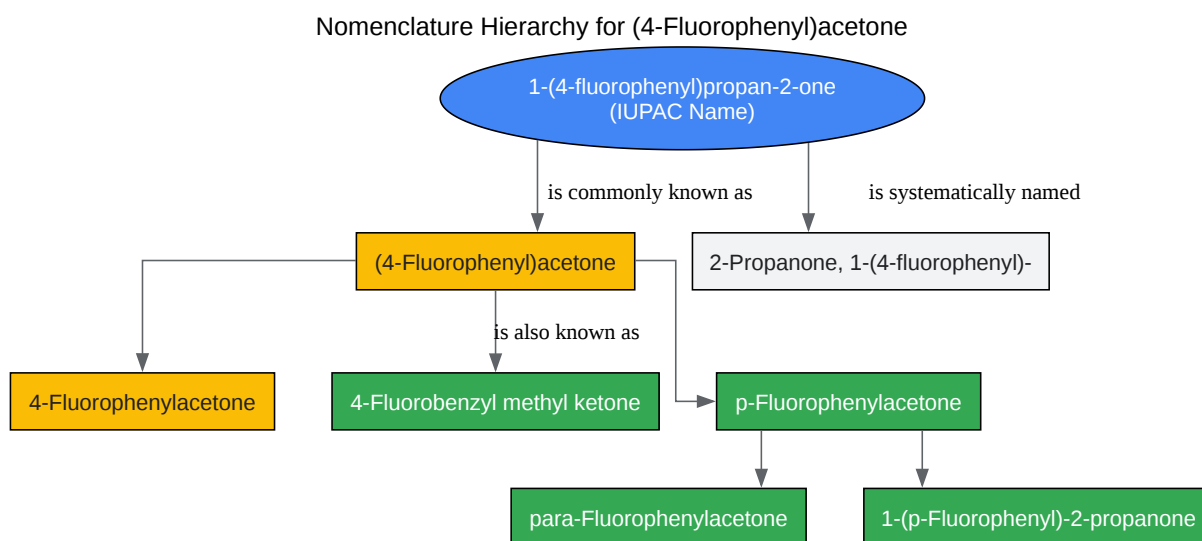 Nomenclature Hierarchy for (4-Fluorophenyl)acetone
1-(4-fluorophenyl)propan-2-one
(IUPAC Name)
is commonly known as
is systematically named
(4-Fluorophenyl)acetone
2-Propanone, 1-(4-fluorophenyl)-
is also known as
4-Fluorophenylacetone
4-Fluorobenzyl methyl ketone
p-Fluorophenylacetone
para-Fluorophenylacetone
1-(p-Fluorophenyl)-2-propanone